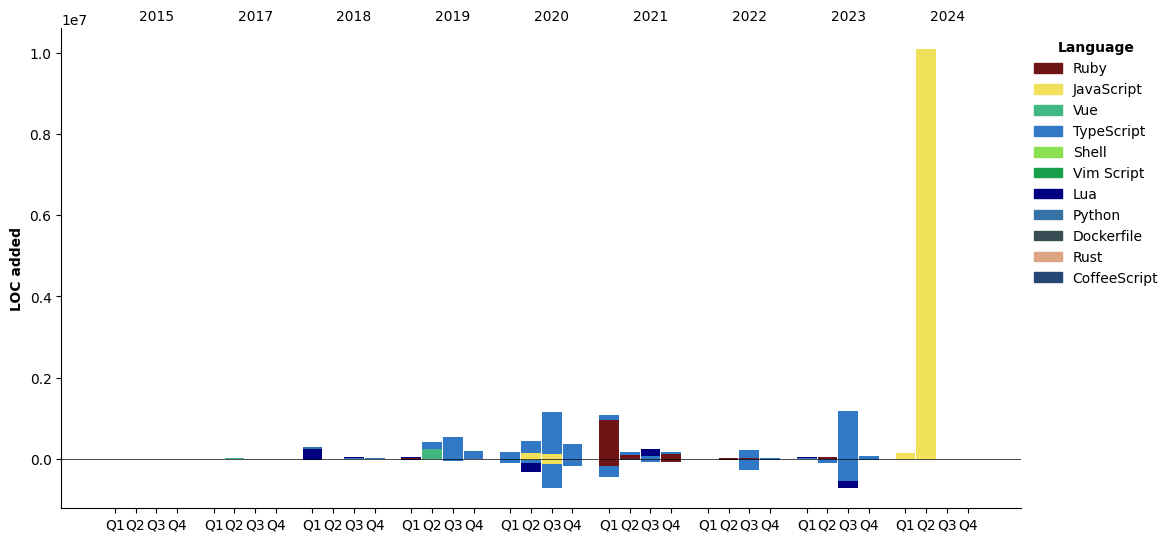 1e7
2015 2017 2018 2019 2020 2021 2022 2023 2024
Language
Ruby
JavaScript
Vue
TypeScript
Shell
Vim Script
Lua
Python
Dockerfile
Rust
CoffeeScript
LOC added
1.0
0.8
0.6
0.4
0.2
0.0
Q1 Q2 Q3 Q4 Q1 Q2 Q3 Q4 Q1 Q2 Q3 Q4 Q1 Q2 Q3 Q4 Q1 Q2 Q3 Q4 Q1 Q2 Q3 Q4 Q1 Q2 Q3 Q4 Q1 Q2 Q3 Q4 Q1 Q2 Q3 Q4